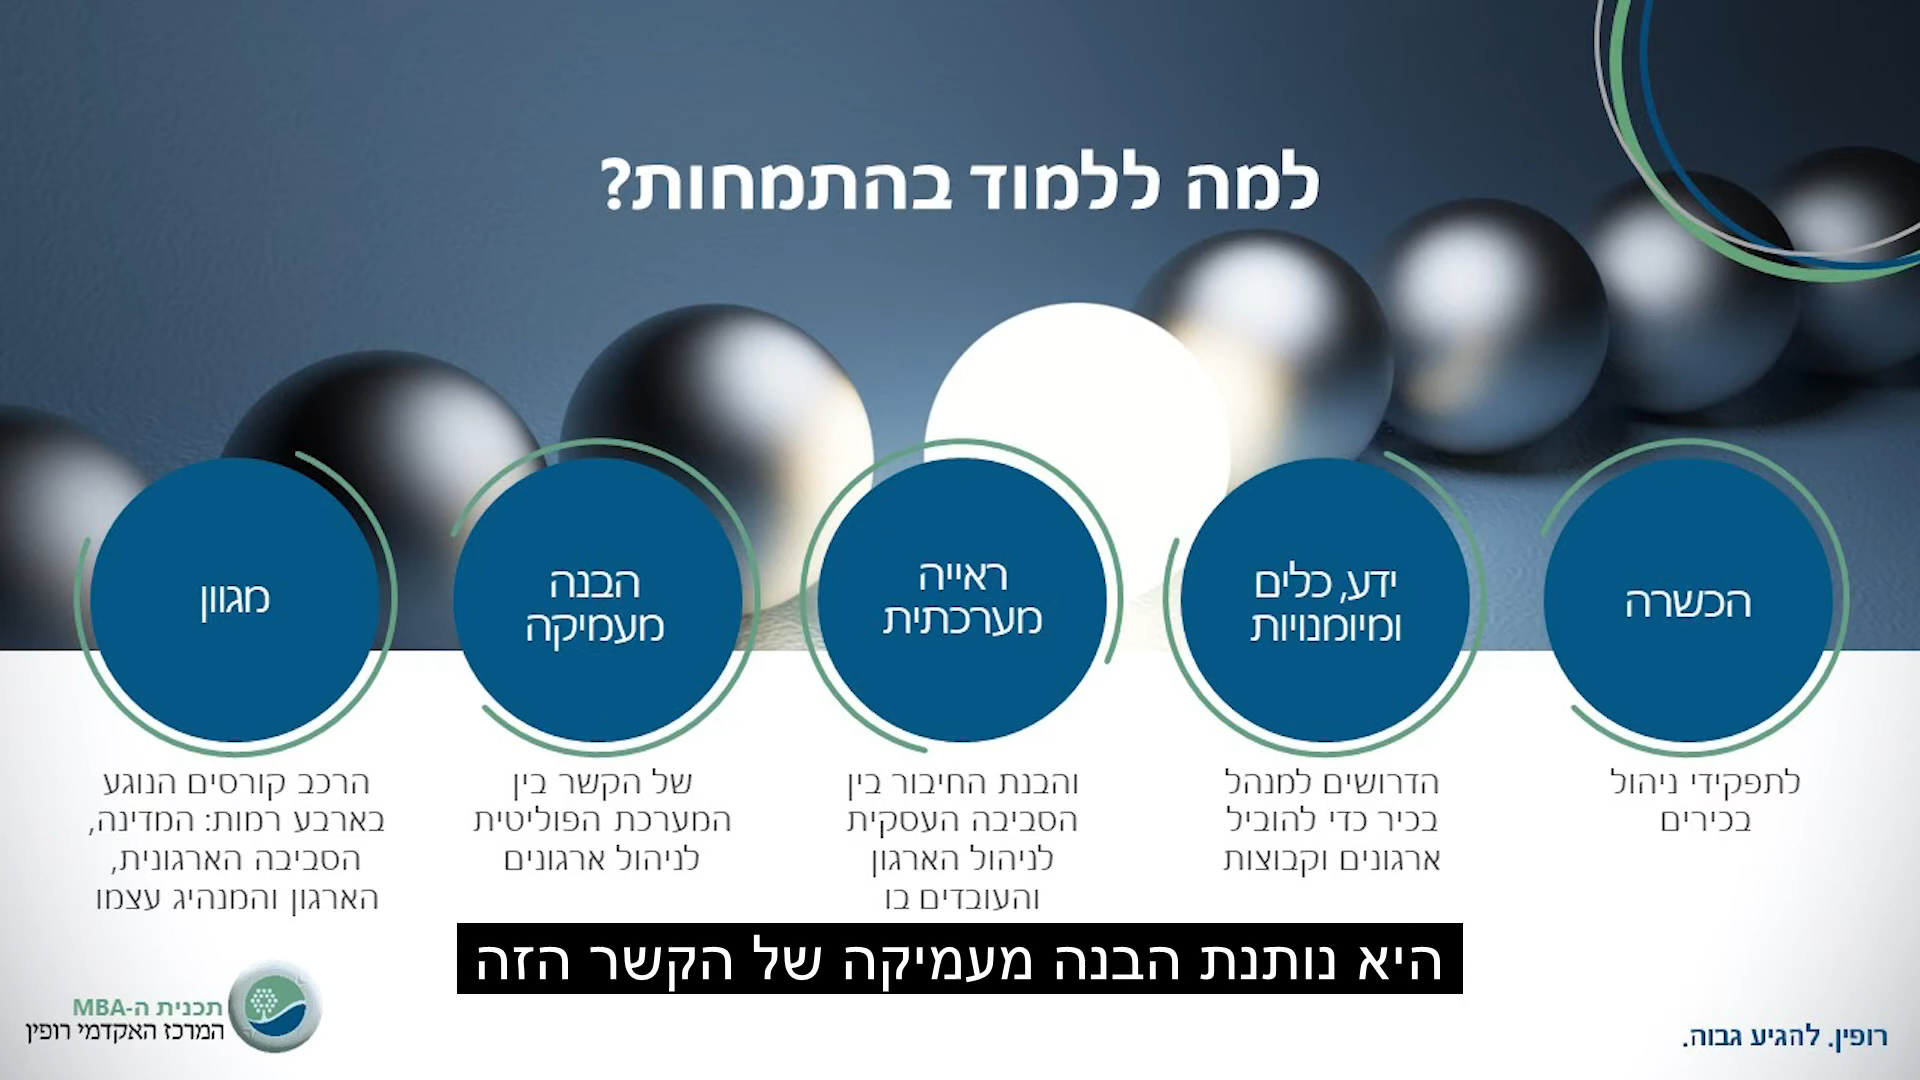 למה ללמוד בהתמחות?
הכשרה
לתפקידי ניהול
בכירים
ידע, כלים
ומיומנויות
הדרושים למנהל
בכיר כדי להוביל
ארגונים וקבוצות
ראייה
מערכתית
והבנת החיבור בין
הסביבה העסקית
לניהול הארגון
והעובדים בו
הבנה
מעמיקה
של הקשר בין
המערכת הפוליטית
לניהול ארגונים
מגוון
הרכב קורסים הנוגע
בארבע רמות: המדינה,
הסביבה הארגונית,
הארגון והמנהיג עצמו
היא נותנת הבנה מעמיקה של הקשר הזה
רופין. להגיע גבוה.
תכנית ה-MBA
המרכז האקדמי רופין